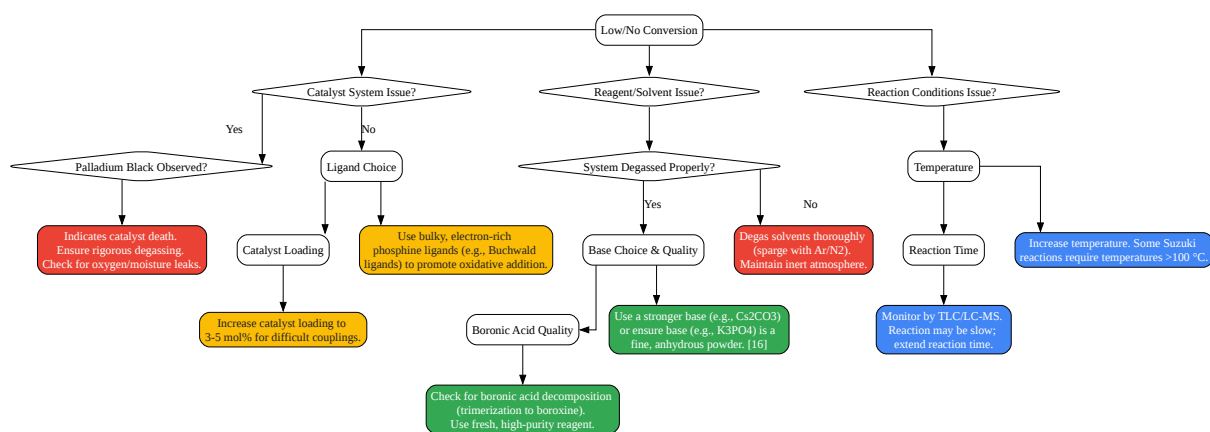 Low/No Conversion
Catalyst System Issue?
Reagent/Solvent Issue?
Reaction Conditions Issue?
Yes
No
Palladium Black Observed?
Ligand Choice
System Degassed Properly?
Temperature
Yes
No
Indicates catalyst death.
Ensure rigorous degassing.
Check for oxygen/moisture leaks.
Catalyst Loading
Use bulky, electron-rich
phosphine ligands (e.g., Buchwald
ligands) to promote oxidative addition.
Base Choice & Quality
Degas solvents thoroughly
(sparge with Ar/N2).
Maintain inert atmosphere.
Reaction Time
Increase temperature. Some Suzuki
reactions require temperatures >100 °C.
Increase catalyst loading to
3-5 mol% for difficult couplings.
Boronic Acid Quality
Use a stronger base (e.g., Cs2CO3)
or ensure base (e.g., K3PO4) is a
fine, anhydrous powder. [16]
Monitor by TLC/LC-MS.
Reaction may be slow;
extend reaction time.
Check for boronic acid decomposition
(trimerization to boroxine).
Use fresh, high-purity reagent.